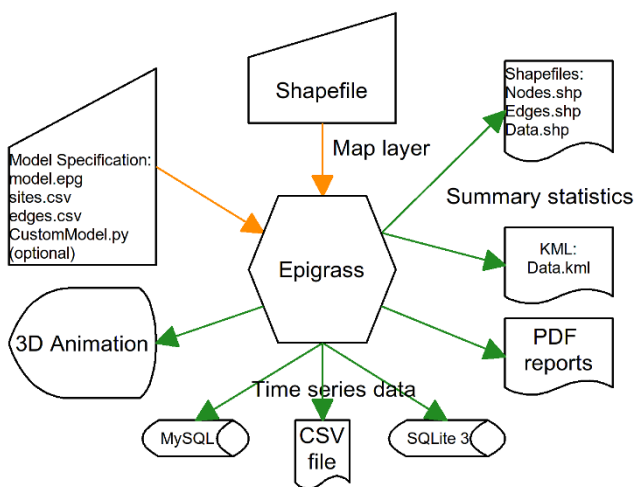 Shapefile
Shapefiles:
Nodes.shp
Edges.shp
Data.shp
Map layer
Model Specification:
model.epg
sites.csv
edges.csv
CustomModel.py
(optional)
Summary statistics
Epigrass
KML:
Data.kml
3D Animation
PDF
reports
Time series data
MySQL
CSV
file
SQLite 3